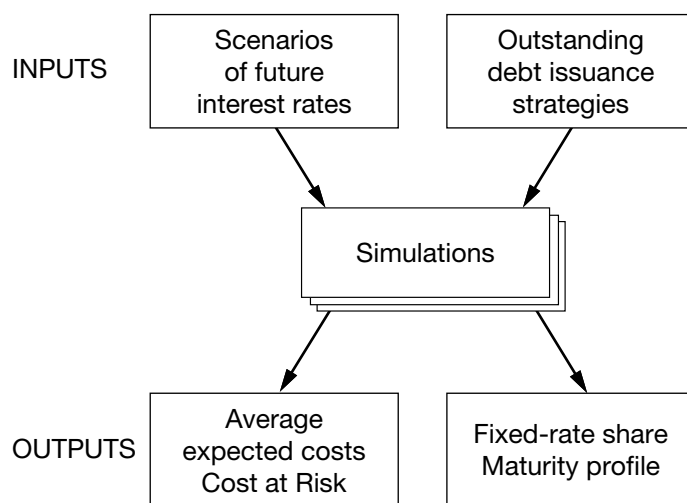 INPUTS
Scenarios
of future
interest rates
Outstanding
debt issuance
strategies
Simulations
OUTPUTS
Average
expected costs
Cost at Risk
Fixed-rate share
Maturity profile